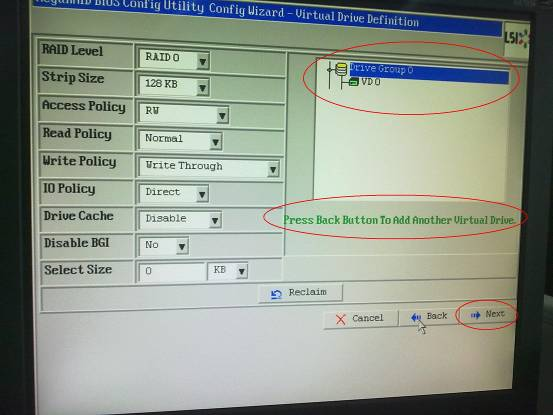 MegaRAID BIOS Config Utility Config Wizard - Virtual Drive Definition
LSI
RAID Level RAID 0
Strip Size 128 KB
Access Policy RW
Read Policy Normal
Write Policy Write Through
IO Policy Direct
Drive Cache Disable
Disable BGI No
Select Size 0 KB
Drive Group 0
VD 0
Press Back Button To Add Another Virtual Drive.
Reclaim
Cancel Back Next